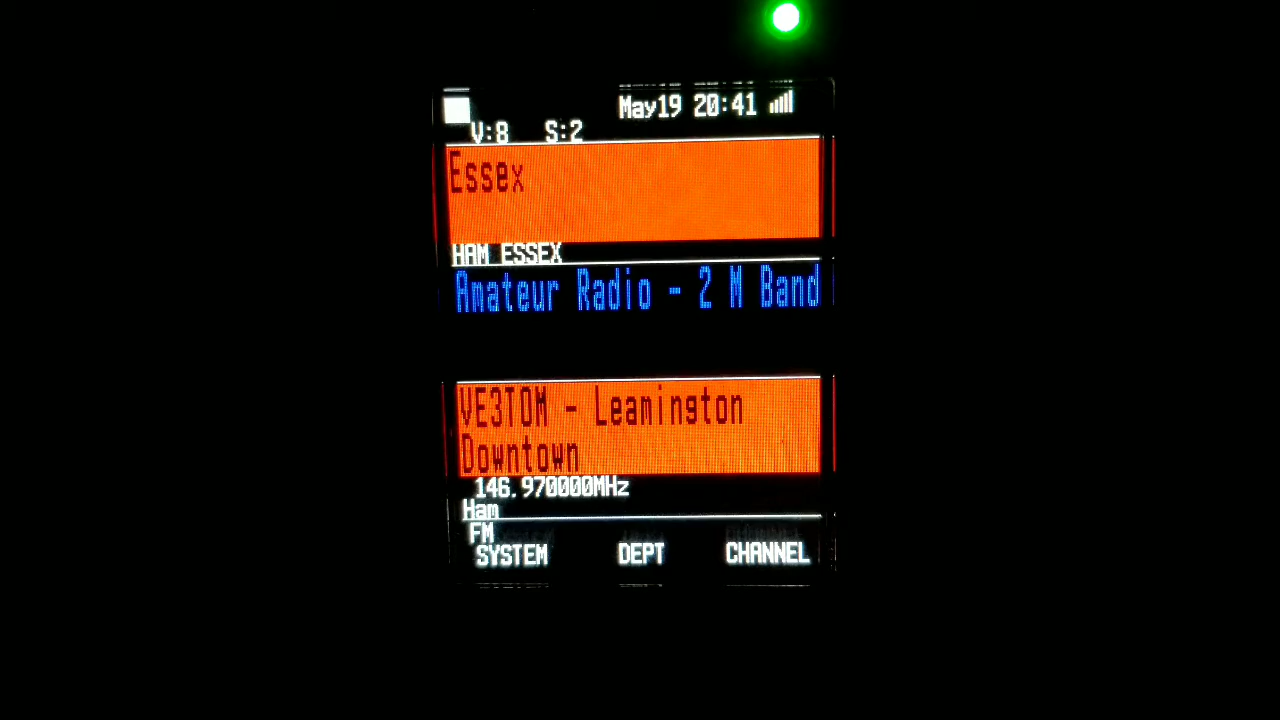 May19 20:41
V:8 S:2
Essex
HAM ESSEX
Amateur Radio - 2 M Band
VE3TOM - Leamington
Downtown
146.970000MHz
Ham
FM
SYSTEM DEPT CHANNEL